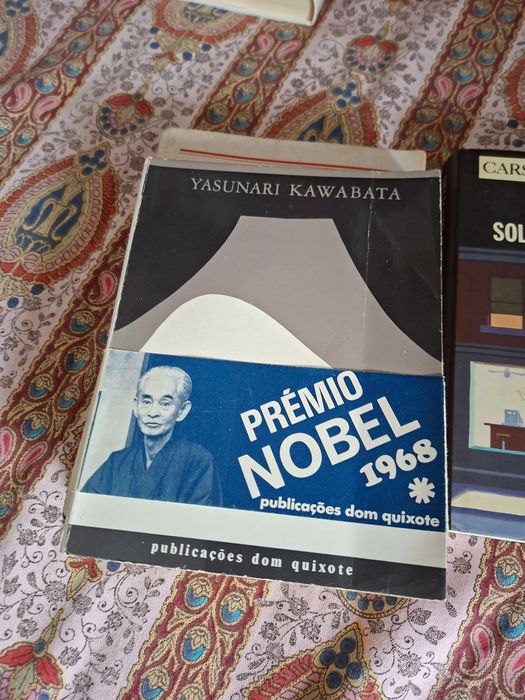 YASUNARI KAWABATA
PRÉMIO
NOBEL
1968
publicações dom quixote
publicações dom quixote
CARS
SOL